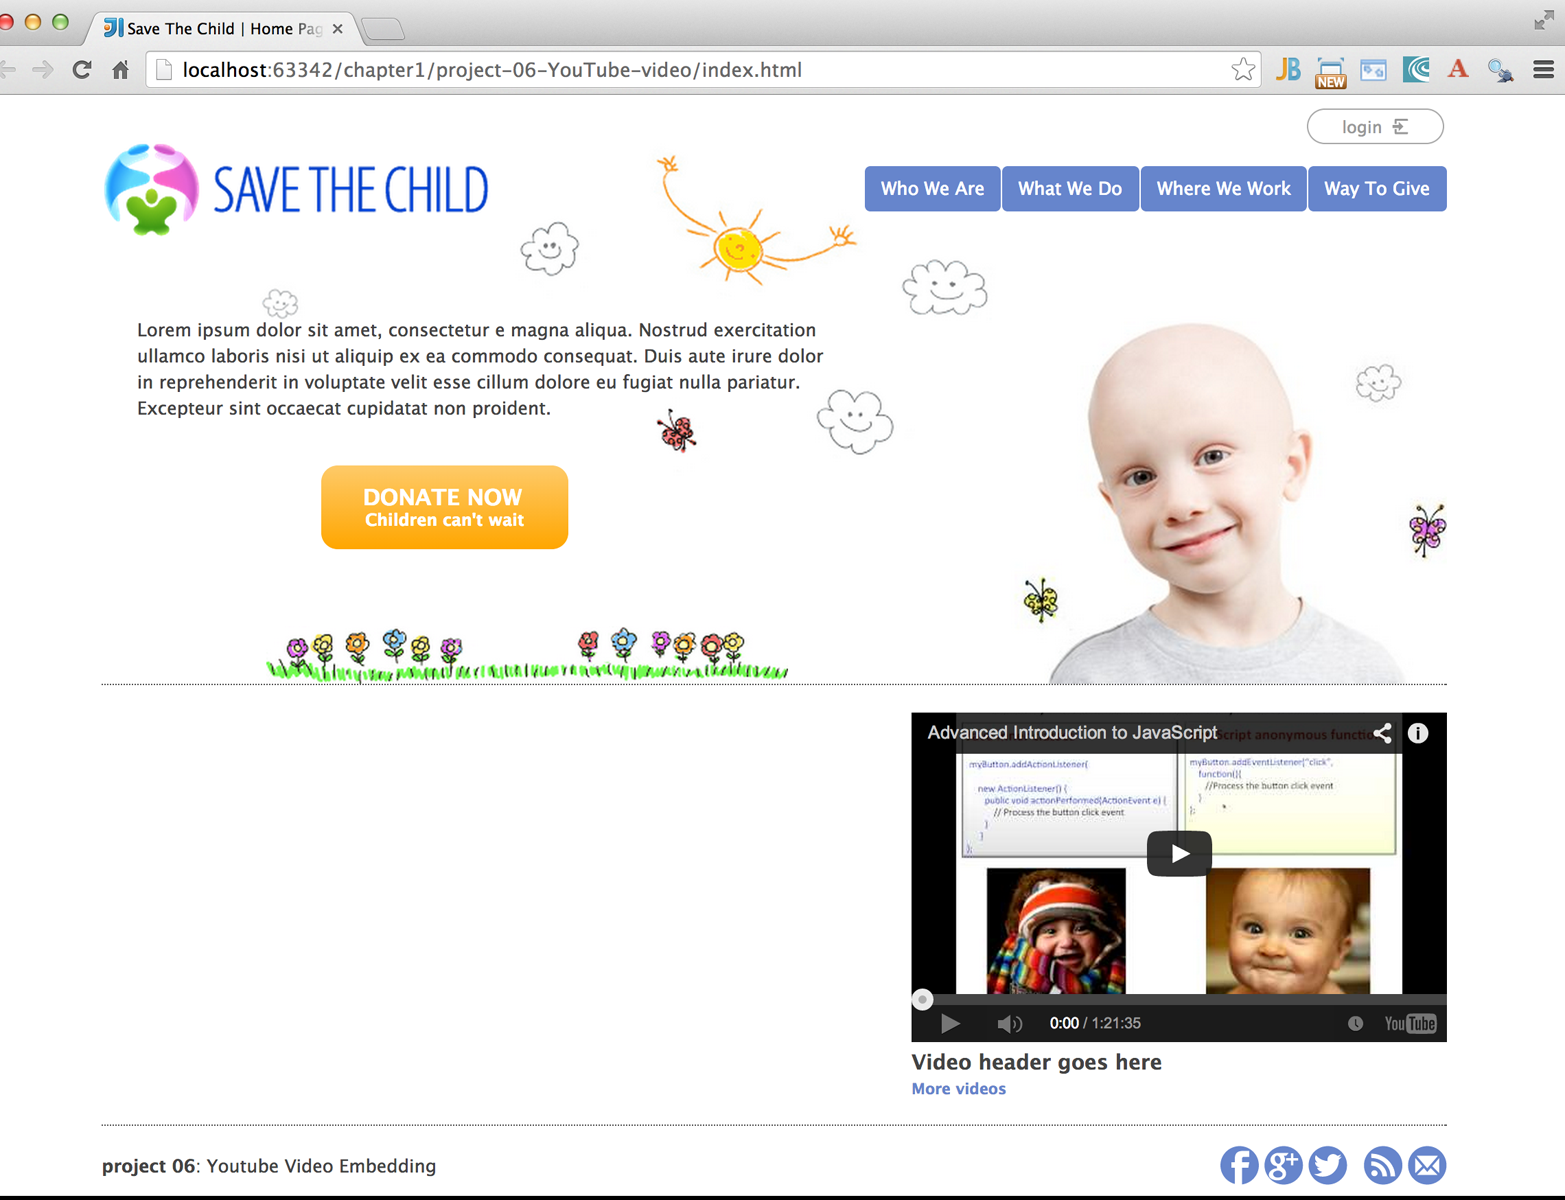 Save The Child | Home Pag
localhost:63342/chapter1/project-06-YouTube-video/index.html
JB
NEW
A
login
SAVE THE CHILD
Who We Are
What We Do
Where We Work
Way To Give
Lorem ipsum dolor sit amet, consectetur e magna aliqua. Nostrud exercitation
ullamco laboris nisi ut aliquip ex ea commodo consequat. Duis aute irure dolor
in reprehenderit in voluptate velit esse cillum dolore eu fugiat nulla pariatur.
Excepteur sint occaecat cupidatat non proident.
DONATE NOW
Children can't wait
Advanced Introduction to JavaScript
Script anonymous func
myButton.addActionListener(
new ActionListener() {
public void actionPerformed(ActionEvent e) {
// Process the button click event
}
}
);
myButton.addEventListener("click",
function(){
//Process the button click event
}
);
0:00 / 1:21:35
YouTube
Video header goes here
More videos
project 06: Youtube Video Embedding